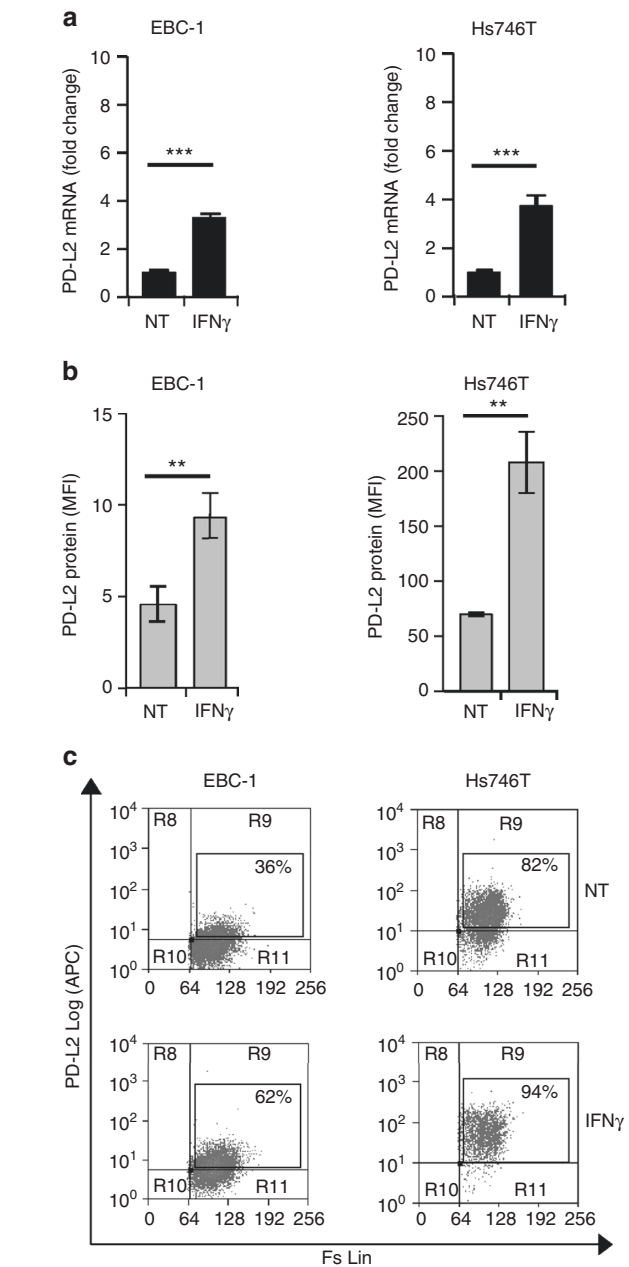 a
EBC-1
Hs746T
PD-L2 mRNA (fold change)
10
8
6
4
2
0
***
NT IFNγ
PD-L2 mRNA (fold change)
10
8
6
4
2
0
***
NT IFNγ
b
EBC-1
Hs746T
PD-L2 protein (MFI)
15
10
5
0
**
NT IFNγ
PD-L2 protein (MFI)
250
200
150
100
50
0
**
NT IFNγ
c
EBC-1
Hs746T
PD-L2 Log (APC)
10⁴
10³
10²
10¹
10⁰
R8 R9
36%
R10 R11
0 64 128 192 256
10⁴
10³
10²
10¹
10⁰
R8 R9
82%
R10 R11
0 64 128 192 256
NT
10⁴
10³
10²
10¹
10⁰
R8 R9
62%
R10 R11
0 64 128 192 256
10⁴
10³
10²
10¹
10⁰
R8 R9
94%
R10 R11
0 64 128 192 256
IFNγ
Fs Lin